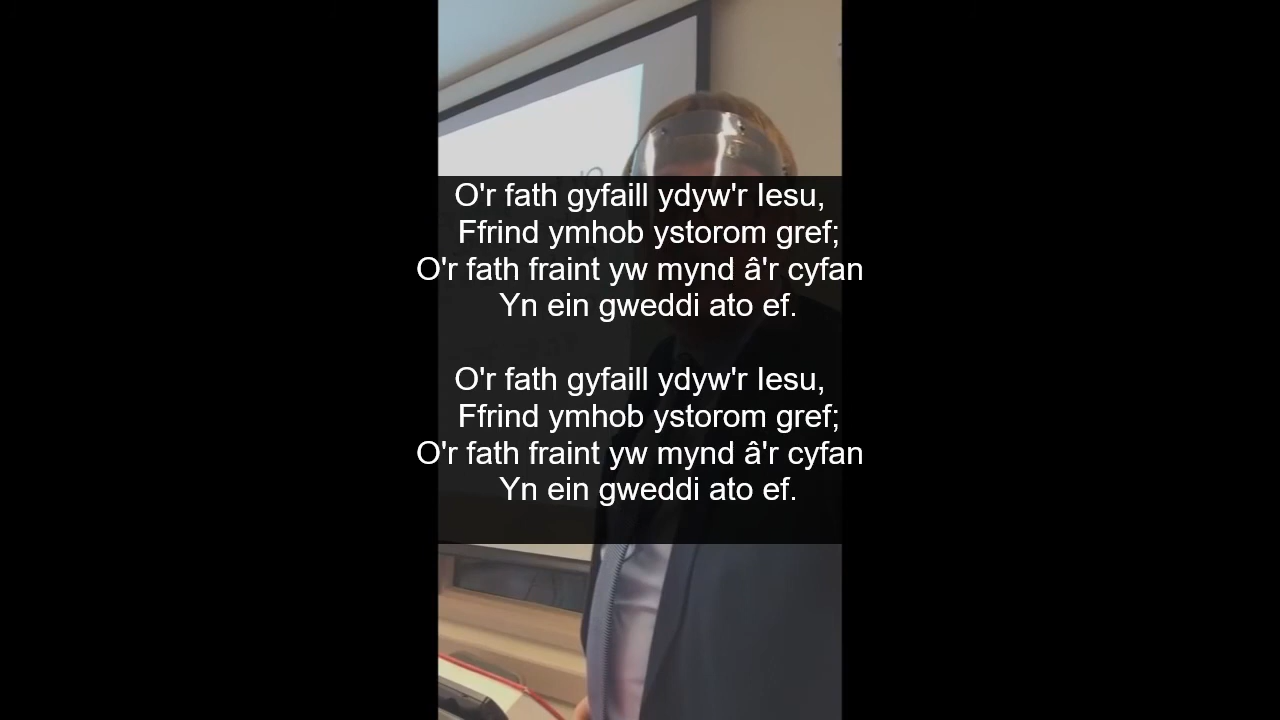 O'r fath gyfaill ydyw'r Iesu,
Ffrind ymhob ystorom gref;
O'r fath fraint yw mynd â'r cyfan
Yn ein gweddi ato ef.

O'r fath gyfaill ydyw'r Iesu,
Ffrind ymhob ystorom gref;
O'r fath fraint yw mynd â'r cyfan
Yn ein gweddi ato ef.